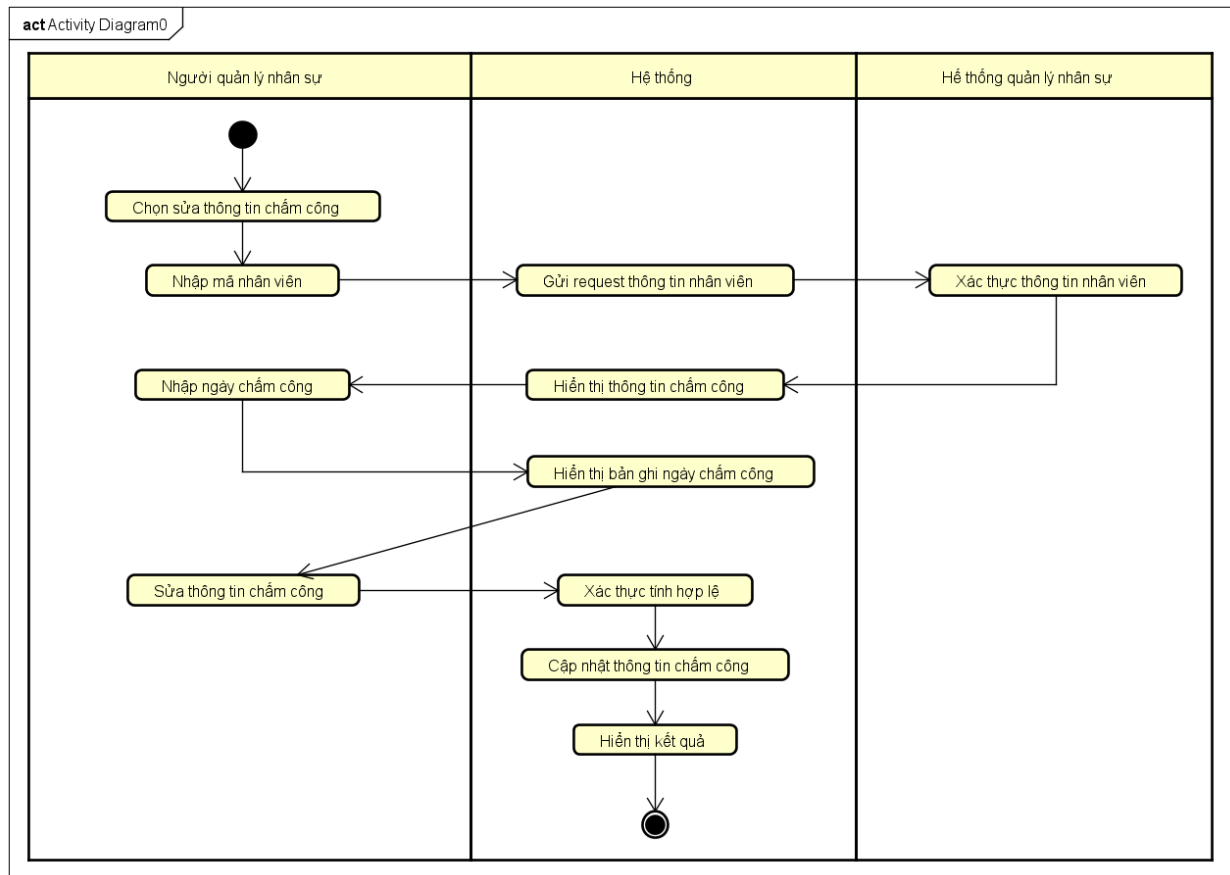 act Activity Diagram0
Người quản lý nhân sự
Hệ thống
Hế thống quản lý nhân sự
Chọn sửa thông tin chấm công
Nhập mã nhân viên
Gửi request thông tin nhân viên
Xác thực thông tin nhân viên
Nhập ngày chấm công
Hiển thị thông tin chấm công
Hiển thị bản ghi ngày chấm công
Sửa thông tin chấm công
Xác thực tính hợp lệ
Cập nhật thông tin chấm công
Hiển thị kết quả